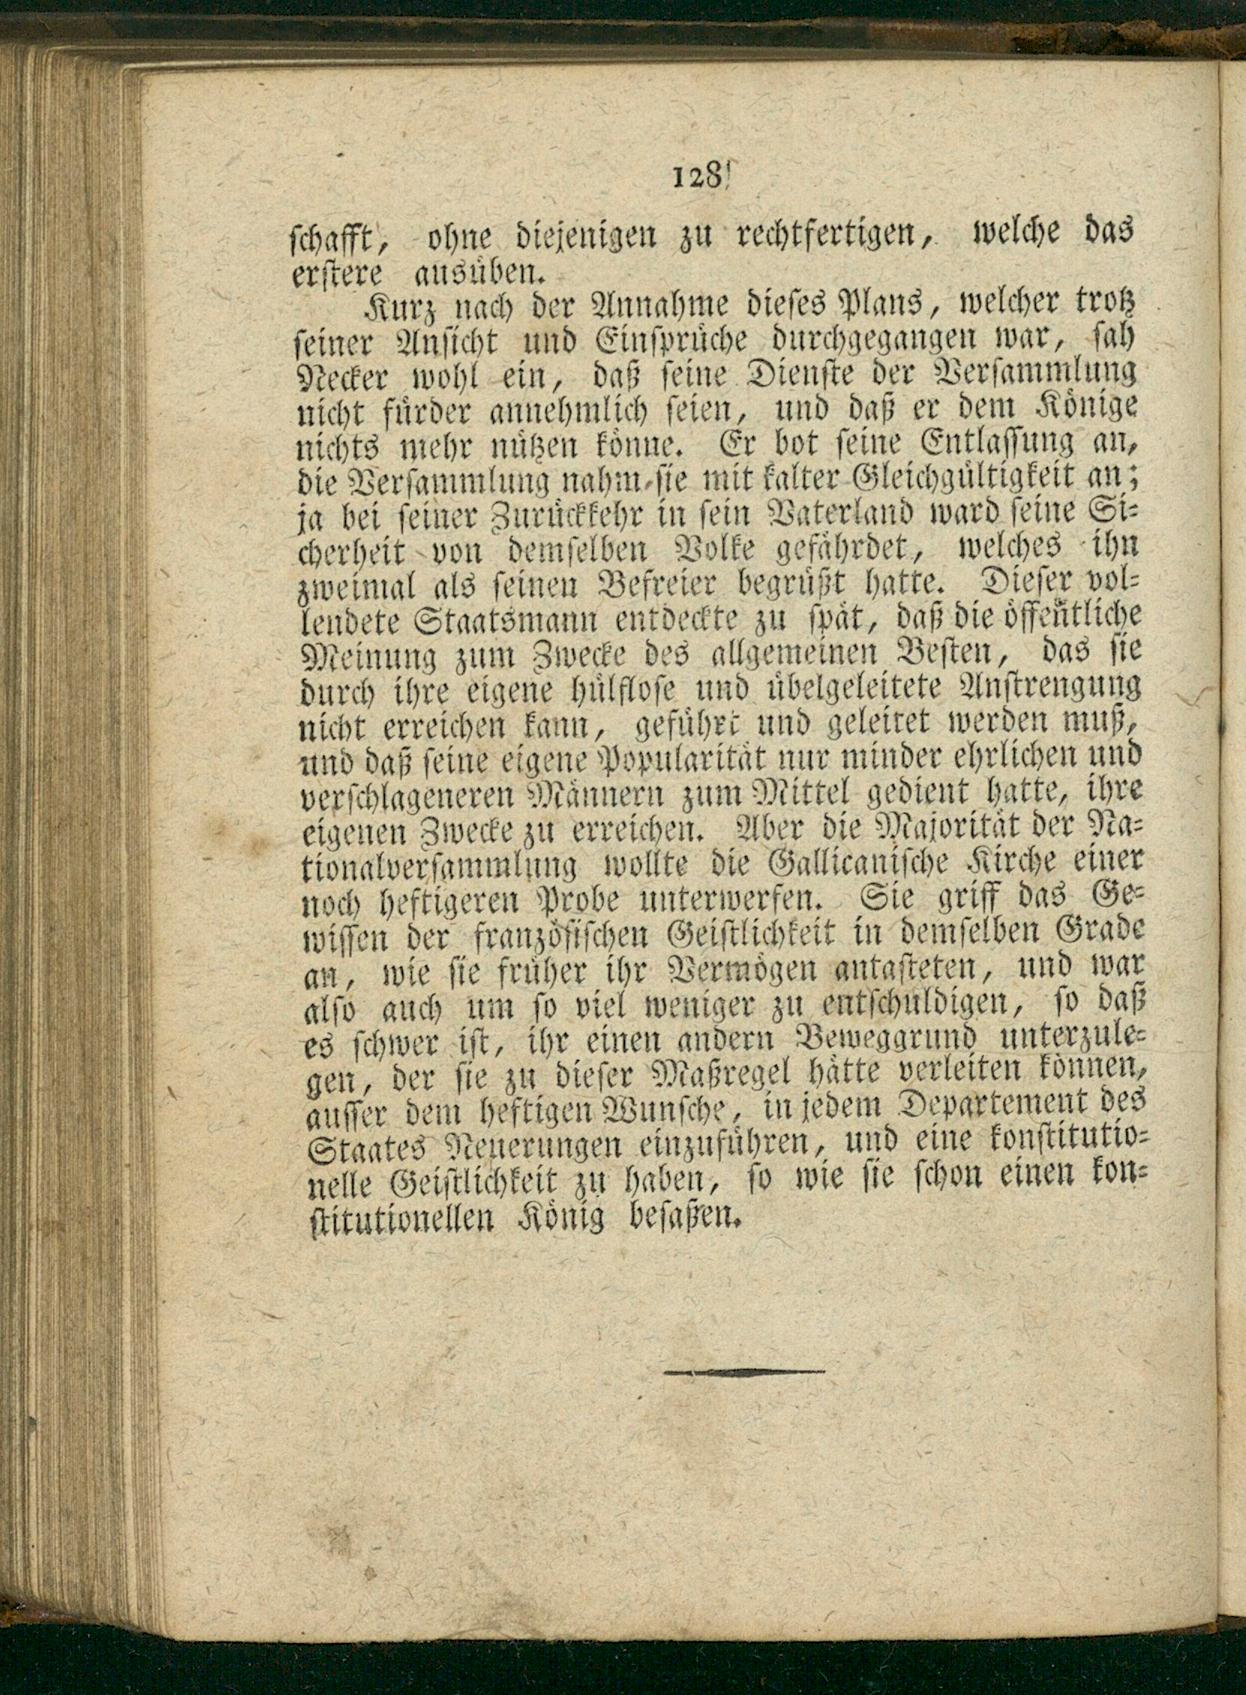 128
schafft, ohne diejenigen zu rechtfertigen, welche das
erstere ausüben.
Kurz nach der Annahme dieses Plans, welcher trotz
seiner Ansicht und Einsprüche durchgegangen war, sah
Necker wohl ein, daß seine Dienste der Versammlung
nicht fürder annehmlich seien, und daß er dem Könige
nichts mehr nützen könne. Er bot seine Entlassung an,
die Versammlung nahm sie mit kalter Gleichgültigkeit an;
ja bei seiner Zurückkehr in sein Vaterland ward seine Si-
cherheit von demselben Volke gefährdet, welches ihn
zweimal als seinen Befreier begrüßt hatte. Dieser vol-
lendete Staatsmann entdeckte zu spät, daß die öffentliche
Meinung zum Zwecke des allgemeinen Besten, das sie
durch ihre eigene hülflose und übelgeleitete Anstrengung
nicht erreichen kann, geführt und geleitet werden muß,
und daß seine eigene Popularität nur minder ehrlichen und
verschlageneren Männern zum Mittel gedient hatte, ihre
eigenen Zwecke zu erreichen. Aber die Majorität der Na-
tionalversammlung wollte die Gallicanische Kirche einer
noch heftigeren Probe unterwerfen. Sie griff das Ge-
wissen der französischen Geistlichkeit in demselben Grade
an, wie sie früher ihr Vermögen antasteten, und war
also auch um so viel weniger zu entschuldigen, so daß
es schwer ist, ihr einen andern Beweggrund unterzule-
gen, der sie zu dieser Maßregel hätte verleiten können,
ausser dem heftigen Wunsche, in jedem Departement des
Staates Neuerungen einzuführen, und eine konstitutio-
nelle Geistlichkeit zu haben, so wie sie schon einen kon-
stitutionellen König besaßen.